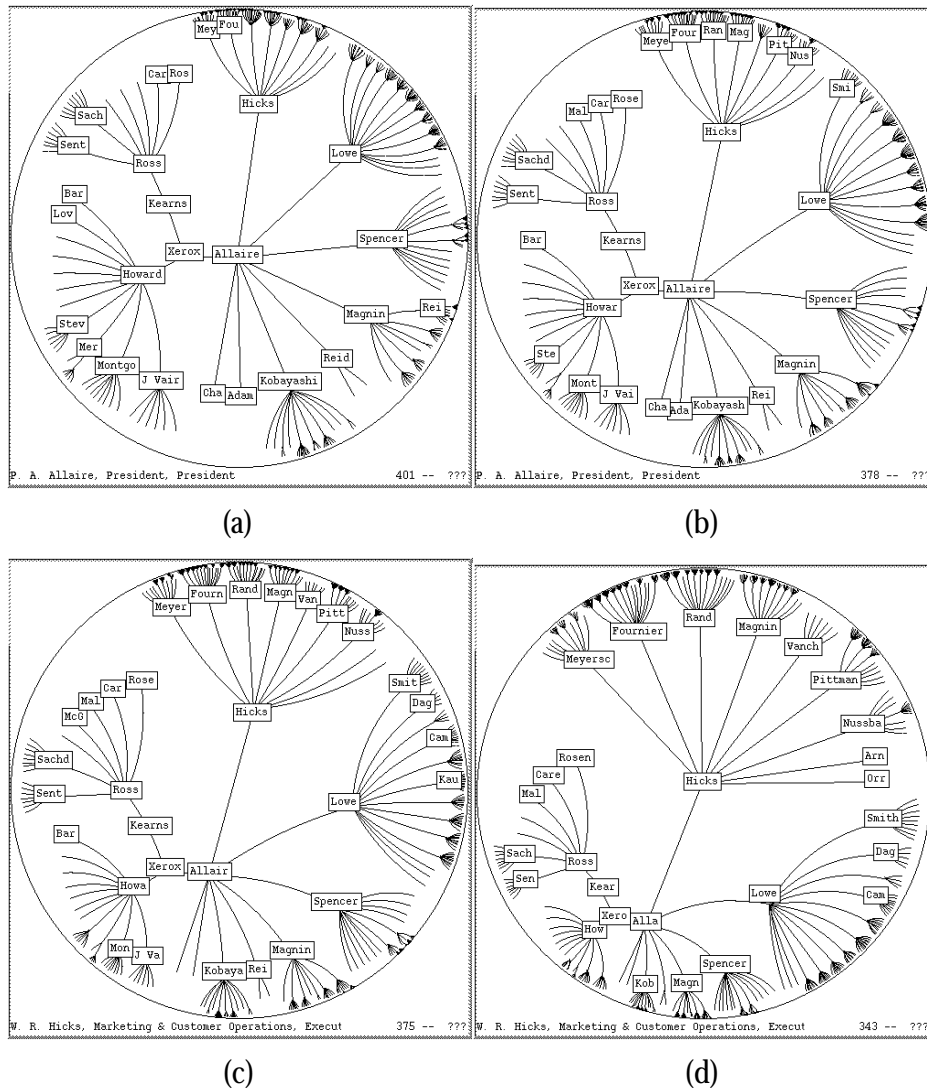 Mey Fou
Car Ros
Hicks
Sach
Sent
Ross
Lowe
Bar
Kearns
Lov
Xerox Allaire
Spencer
Howard
Rei
Magnin
Stev
Mer
Montgo
Reid
J Vair
Kobayashi
Cha Adam
P. A. Allaire, President, President 401 -- ???
(a)
Meye Four Ran Mag
Pit
Nus
Smi
Mal Car Rose
Hicks
Sachd
Sent
Ross
Lowe
Bar
Kearns
Xerox
Allaire
Spencer
Howar
Ste
Magnin
Mont
J Vai
Rei
Cha Ada Kobayash
P. A. Allaire, President, President 378 -- ???
(b)
Meyer Fourn Rand Magn Van Pitt
Nuss
Rose
Car
Mal
McG
Smit
Dag
Hicks
Cam
Sachd
Kau
Sent
Ross
Lowe
Kearns
Bar
Xerox Allair
Howa
Spencer
Mon J Va
Magnin
Kobaya Rei
W. R. Hicks, Marketing & Customer Operations, Execut 375 -- ???
(c)
Rand
Fournier
Magnin
Meyersc
Vanch
Pittman
Nussba
Rosen
Care
Mal
Arn
Hicks
Orr
Smith
Sach
Ross
Dag
Sen
Kear
Lowe
Cam
Xero Alla
How
Spencer
Kob
Magn
W. R. Hicks, Marketing & Customer Operations, Execut 343 -- ???
(d)